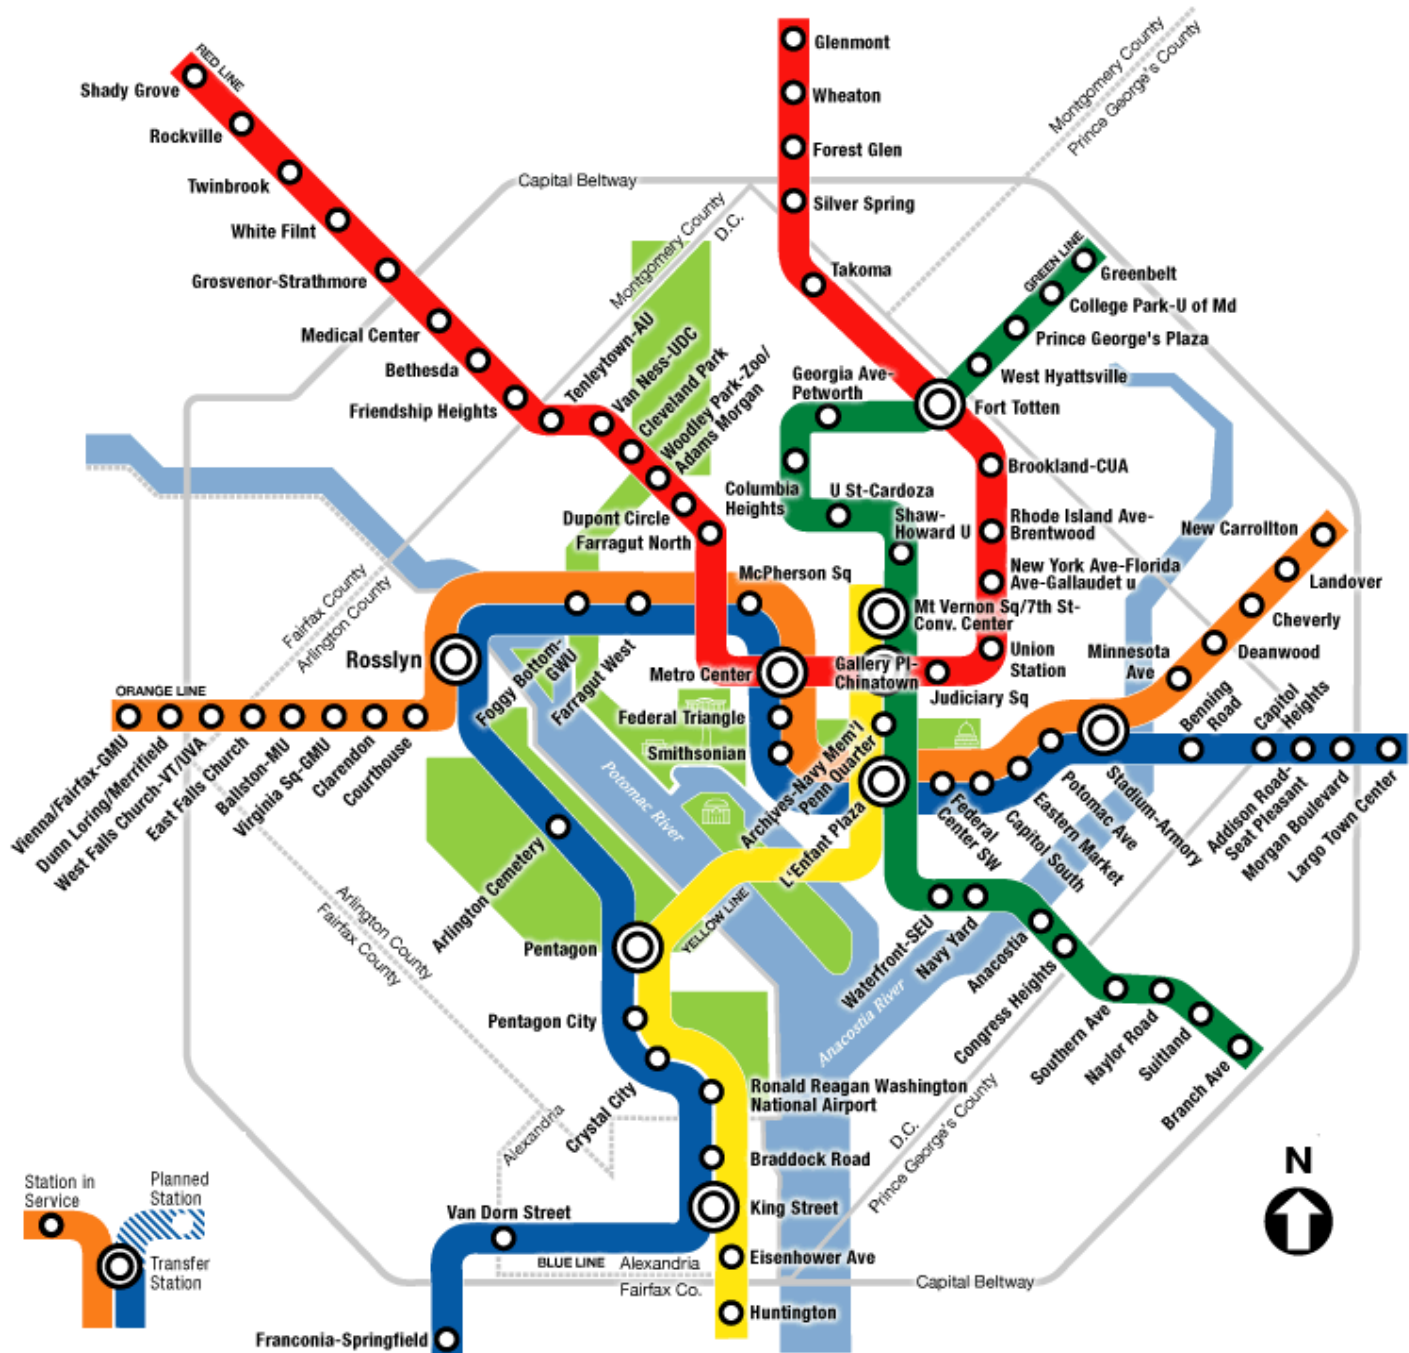 RED LINE
Shady Grove
Rockville
Twinbrook
White Filnt
Grosvenor-Strathmore
Medical Center
Bethesda
Friendship Heights
Tenleytown-AU
Van Ness-UDC
Cleveland Park
Woodley Park-Zoo/
Adams Morgan
Dupont Circle
Farragut North
Glenmont
Wheaton
Forest Glen
Silver Spring
Takoma
Capital Beltway
Montgomery County
D.C.
Montgomery County
Prince George's County
GREEN LINE
Greenbelt
College Park-U of Md
Prince George's Plaza
West Hyattsville
Fort Totten
Georgia Ave-
Petworth
Columbia
Heights
U St-Cardoza
Shaw-
Howard U
Brookland-CUA
Rhode Island Ave-
Brentwood
New York Ave-Florida
Ave-Gallaudet u
Mt Vernon Sq/7th St-
Conv. Center
Union
Station
Gallery Pl-
Chinatown
Judiciary Sq
McPherson Sq
Metro Center
Federal Triangle
Smithsonian
Fairfax County
Arlington County
Rosslyn
Foggy Bottom-
GWU
Farragut West
ORANGE LINE
Vienna/Fairfax-GMU
Dunn Loring/Merrifield
West Falls Church-VT/UVA
East Falls Church
Ballston-MU
Virginia Sq-GMU
Clarendon
Courthouse
New Carrollton
Landover
Cheverly
Deanwood
Minnesota
Ave
Benning
Road
Capitol
Heights
Addison Road-
Seat Pleasant
Morgan Boulevard
Largo Town Center
Stadium-Armory
Potomac Ave
Eastern Market
Capitol South
Federal
Center SW
Archives-Navy Mem'l
Penn Quarter
L'Enfant Plaza
Potomac River
Arlington Cemetery
Arlington County
Fairfax County
Pentagon
YELLOW LINE
Waterfront-SEU
Navy Yard
Anacostia
Congress Heights
Southern Ave
Naylor Road
Suitland
Branch Ave
Anacostia River
Pentagon City
Crystal City
Ronald Reagan Washington
National Airport
Alexandria
Braddock Road
King Street
D.C.
Prince George's County
Van Dorn Street
Eisenhower Ave
BLUE LINE
Alexandria
Fairfax Co.
Capital Beltway
Huntington
Franconia-Springfield
Station in
Service
Planned
Station
Transfer
Station
N